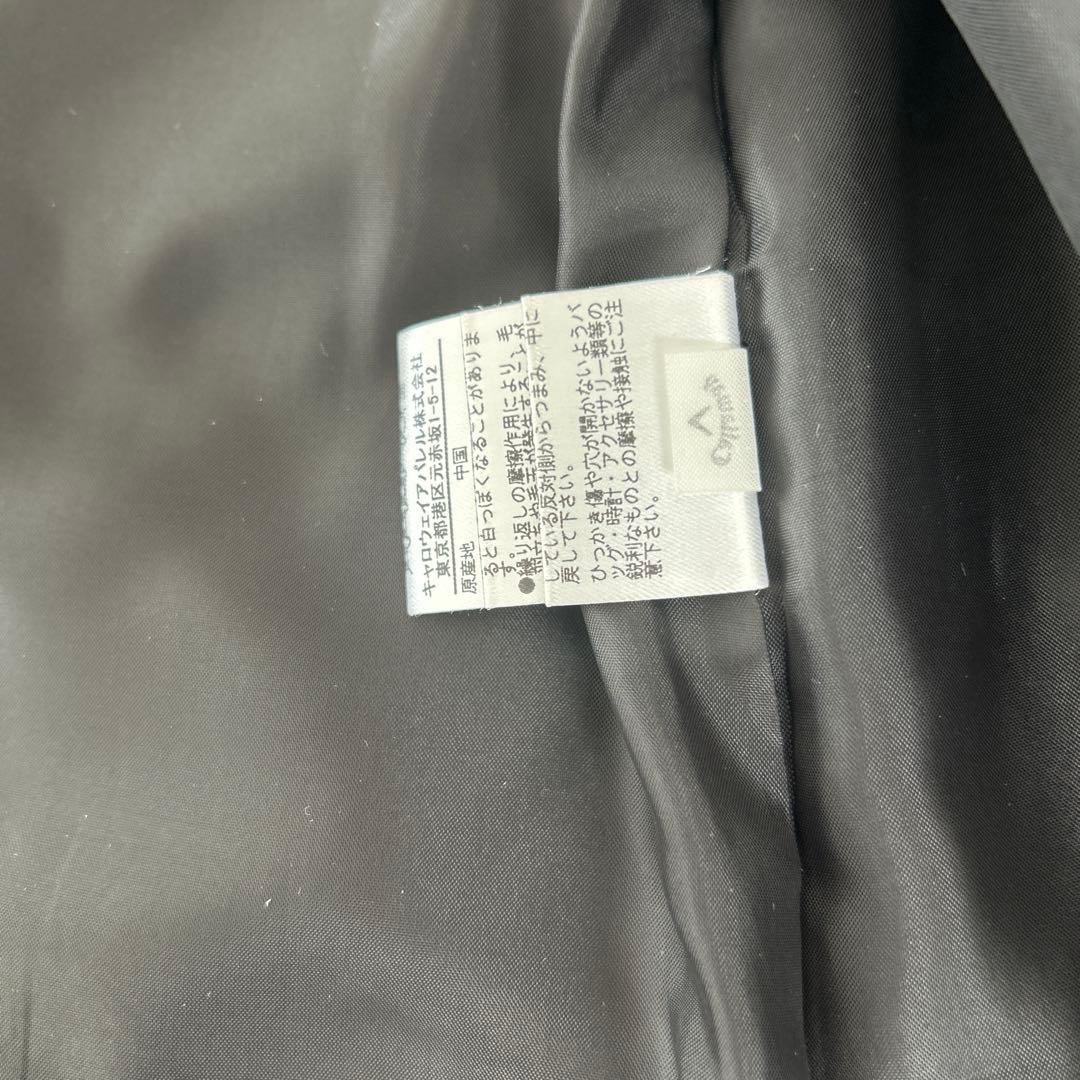 キャロウェイアパレル株式会社
東京都港区元赤坂1-5-12
原産地 中国
ると白っぽくなることがありま
す。
●繰り返しの摩擦作用により、毛
している反対側からつまみ、中に
戻して下さい。
ひっかき傷や穴が開かないようバ
ッグ・時計・アクセサリー類等の
鋭利なものとの摩擦や接触にご注
意下さい。